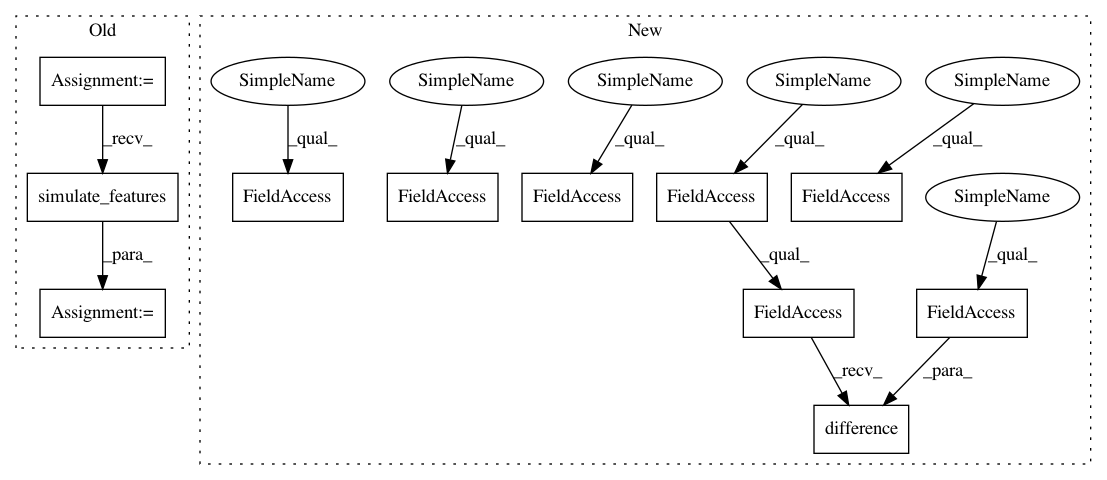 Old
New
Assignment:=
SimpleName
SimpleName
SimpleName
SimpleName
SimpleName
_recv_
_qual_
_qual_
_qual_
_qual_
_qual_
simulate_features
FieldAccess
FieldAccess
FieldAccess
FieldAccess
FieldAccess
SimpleName
_para_
_qual_
_qual_
Assignment:=
FieldAccess
FieldAccess
_recv_
_para_
difference